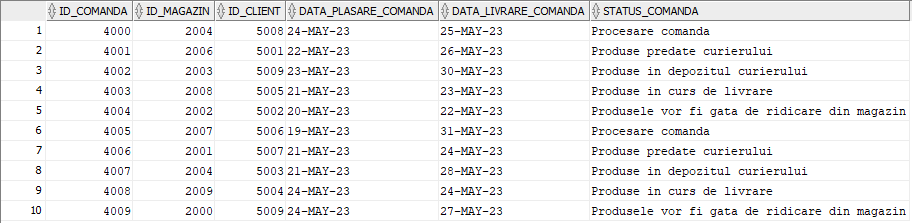 ID_COMANDA ID_MAGAZIN ID_CLIENT DATA_PLASARE_COMANDA DATA_LIVRARE_COMANDA STATUS_COMANDA
1 4000 2004 5008 24-MAY-23 25-MAY-23 Procesare comanda
2 4001 2006 5001 22-MAY-23 26-MAY-23 Produse predate curierului
3 4002 2003 5009 23-MAY-23 30-MAY-23 Produse in depozitul curierului
4 4003 2008 5005 21-MAY-23 23-MAY-23 Produse in curs de livrare
5 4004 2002 5002 20-MAY-23 22-MAY-23 Produsele vor fi gata de ridicare din magazin
6 4005 2007 5006 19-MAY-23 31-MAY-23 Procesare comanda
7 4006 2001 5007 21-MAY-23 24-MAY-23 Produse predate curierului
8 4007 2004 5003 21-MAY-23 28-MAY-23 Produse in depozitul curierului
9 4008 2009 5004 24-MAY-23 24-MAY-23 Produse in curs de livrare
10 4009 2000 5009 24-MAY-23 27-MAY-23 Produsele vor fi gata de ridicare din magazin